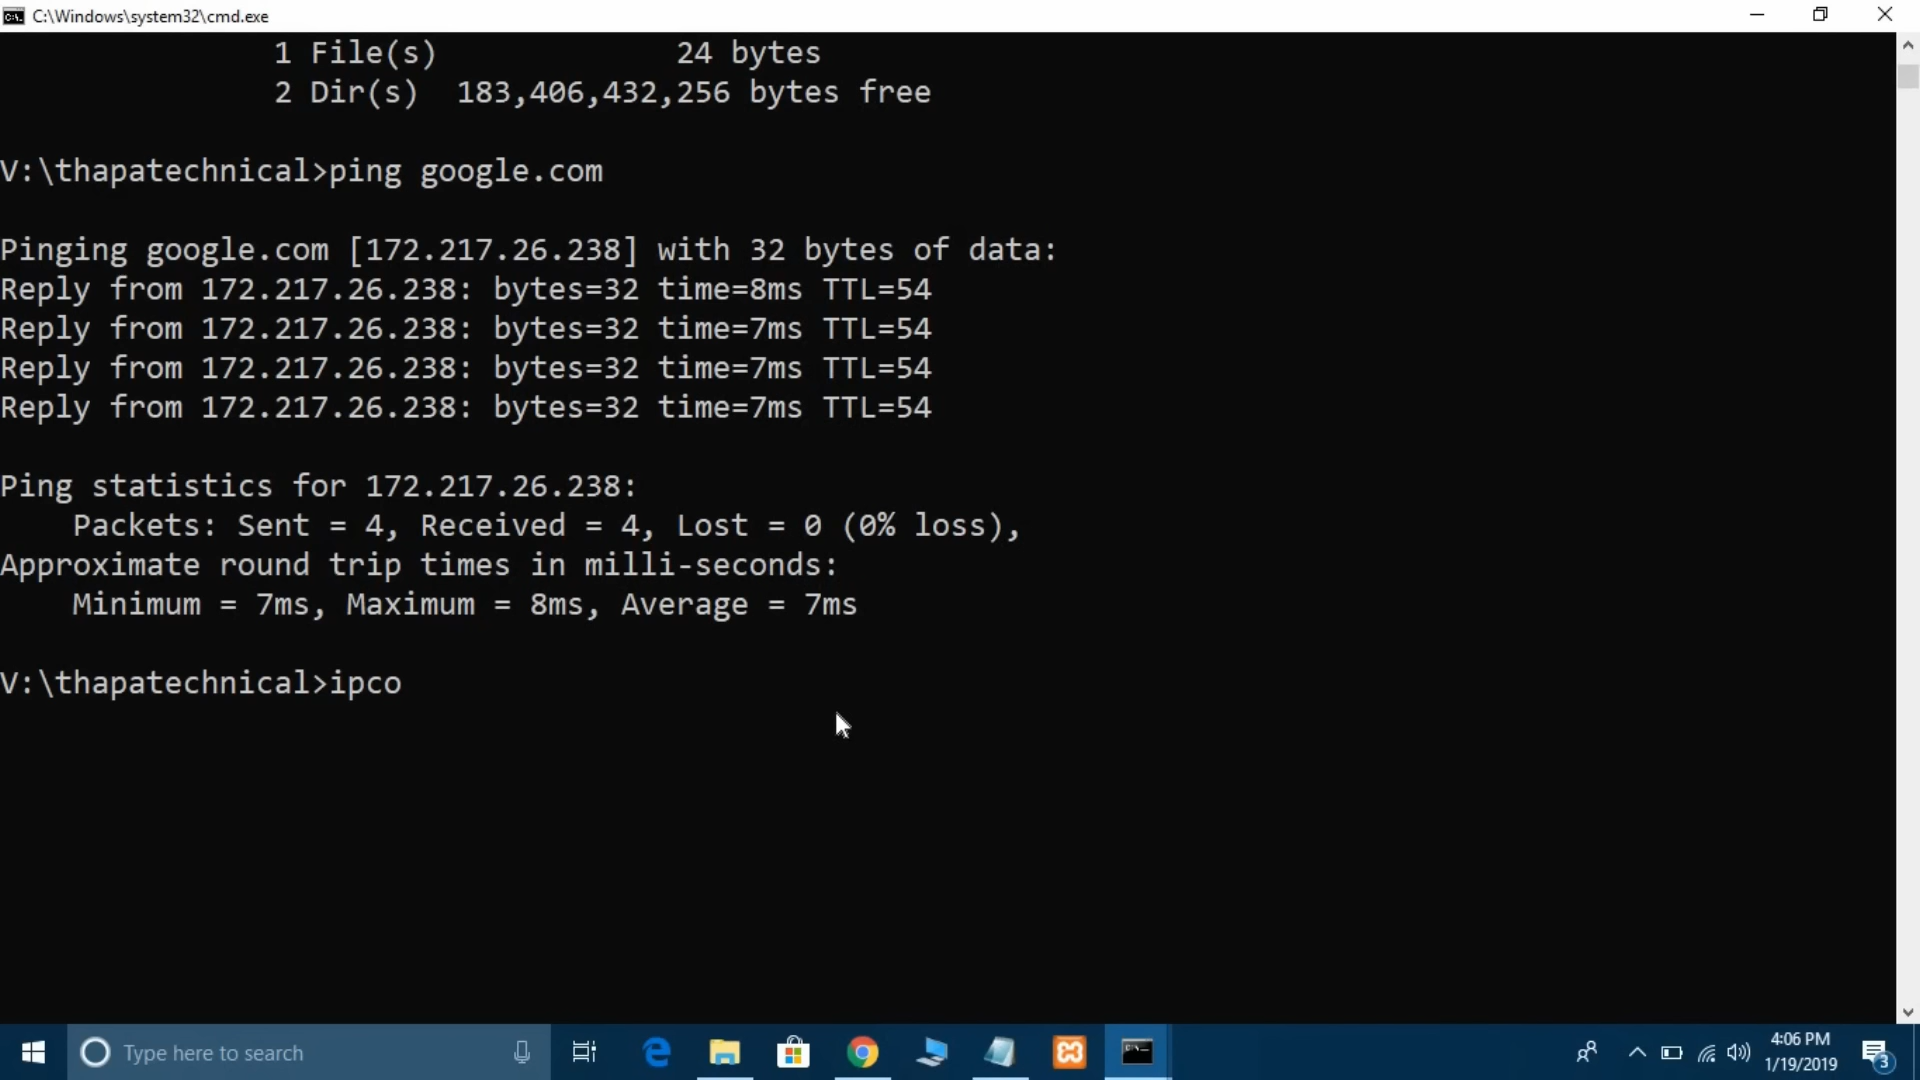 C:\Windows\system32\cmd.exe
1 File(s) 24 bytes
2 Dir(s) 183,406,432,256 bytes free
V:\thapatechnical>ping google.com
Pinging google.com [172.217.26.238] with 32 bytes of data:
Reply from 172.217.26.238: bytes=32 time=8ms TTL=54
Reply from 172.217.26.238: bytes=32 time=7ms TTL=54
Reply from 172.217.26.238: bytes=32 time=7ms TTL=54
Reply from 172.217.26.238: bytes=32 time=7ms TTL=54
Ping statistics for 172.217.26.238:
Packets: Sent = 4, Received = 4, Lost = 0 (0% loss),
Approximate round trip times in milli-seconds:
Minimum = 7ms, Maximum = 8ms, Average = 7ms
V:\thapatechnical>ipco
Type here to search
4:06 PM
1/19/2019
3